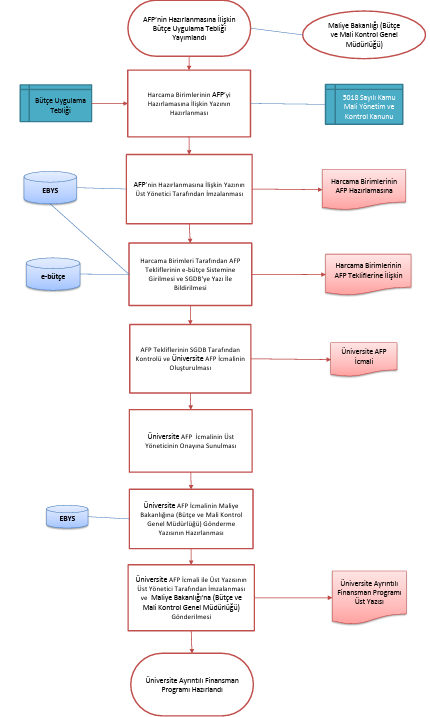 AFP'nin Hazırlanmasına İlişkin
Bütçe Uygulama Tebliği
Yayımlandı
Maliye Bakanlığı (Bütçe
ve Mali Kontrol Genel
Müdürlüğü)
Bütçe Uygulama
Tebliği
Harcama Birimlerinin AFP'yi
Hazırlamasına İlişkin Yazının
Hazırlanması
5018 Sayılı Kamu
Mali Yönetim ve
Kontrol Kanunu
EBYS
AFP'nin Hazırlanmasına İlişkin Yazının
Üst Yönetici Tarafından İmzalanması
Harcama Birimlerinin
AFP Hazırlamasına
e-bütçe
Harcama Birimleri Tarafından AFP
Tekliflerinin e-bütçe Sistemine
Girilmesi ve SGDB'ye Yazı İle
Bildirilmesi
Harcama Birimlerinin
AFP Tekliflerine İlişkin
AFP Tekliflerinin SGDB Tarafından
Kontrolü ve Üniversite AFP İcmalinin
Oluşturulması
Üniversite AFP
İcmali
Üniversite AFP İcmalinin Üst
Yöneticinin Onayına Sunulması
EBYS
Üniversite AFP İcmalinin Maliye
Bakanlığına (Bütçe ve Mali Kontrol
Genel Müdürlüğü) Gönderme
Yazısının Hazırlanması
Üniversite AFP İcmali ile Üst Yazısının
Üst Yönetici Tarafından İmzalanması
ve Maliye Bakanlığı'na (Bütçe ve
Mali Kontrol Genel Müdürlüğü)
Gönderilmesi
Üniversite Ayrıntılı
Finansman Programı
Üst Yazısı
Üniversite Ayrıntılı Finansman
Programı Hazırlandı